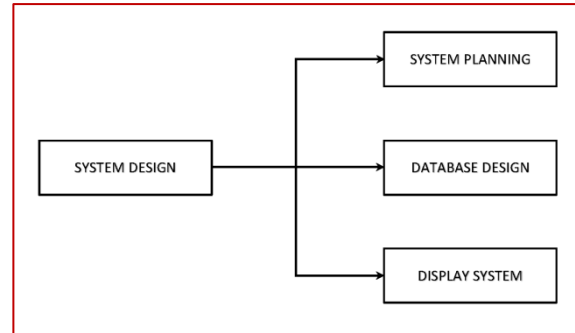 SYSTEM PLANNING
SYSTEM DESIGN
DATABASE DESIGN
DISPLAY SYSTEM